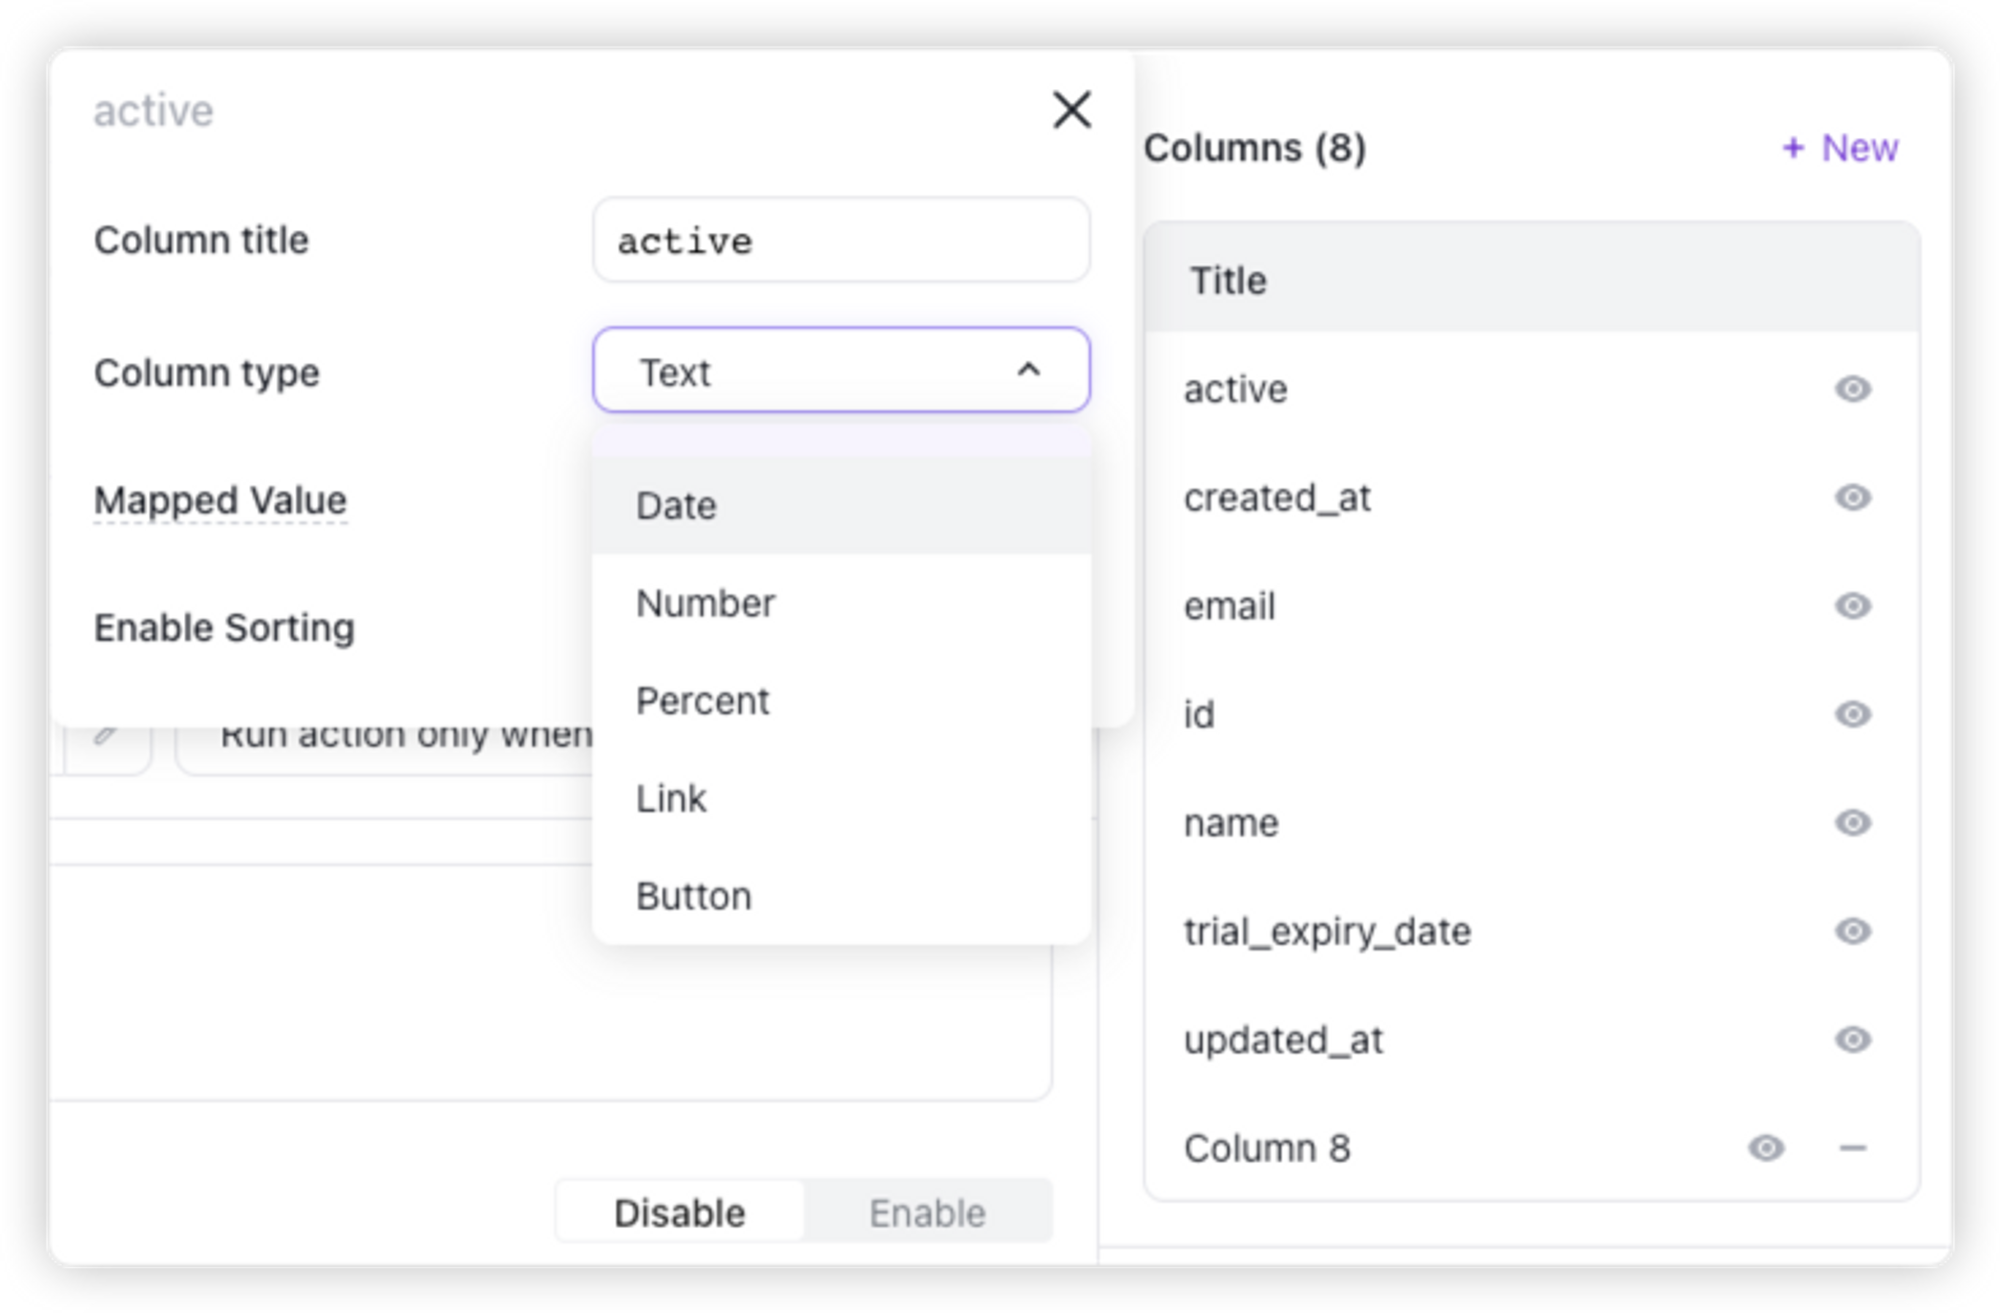 active
Column title
active
Column type
Text
Mapped Value
Enable Sorting
Date
Number
Percent
Link
Button
Run action only when
Disable
Enable
Columns (8)
+ New
Title
active
created_at
email
id
name
trial_expiry_date
updated_at
Column 8